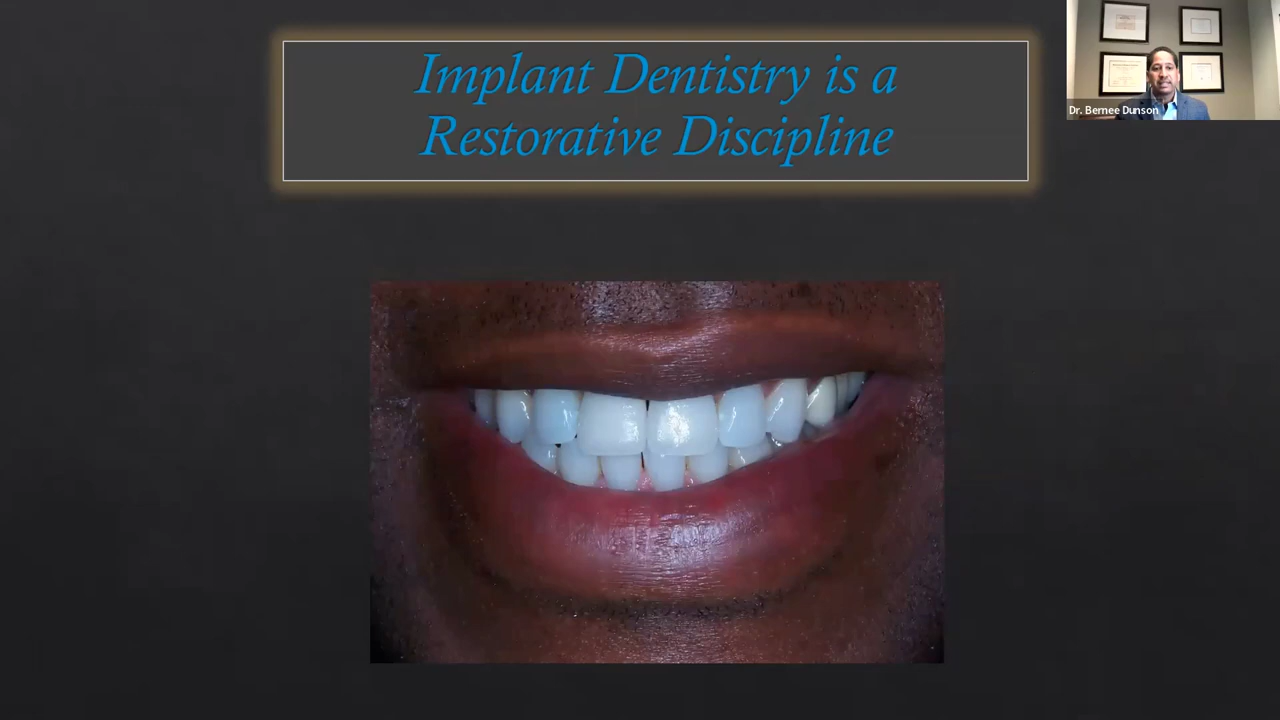 Implant Dentistry is a
Restorative Discipline
Dr. Bernee Dunson